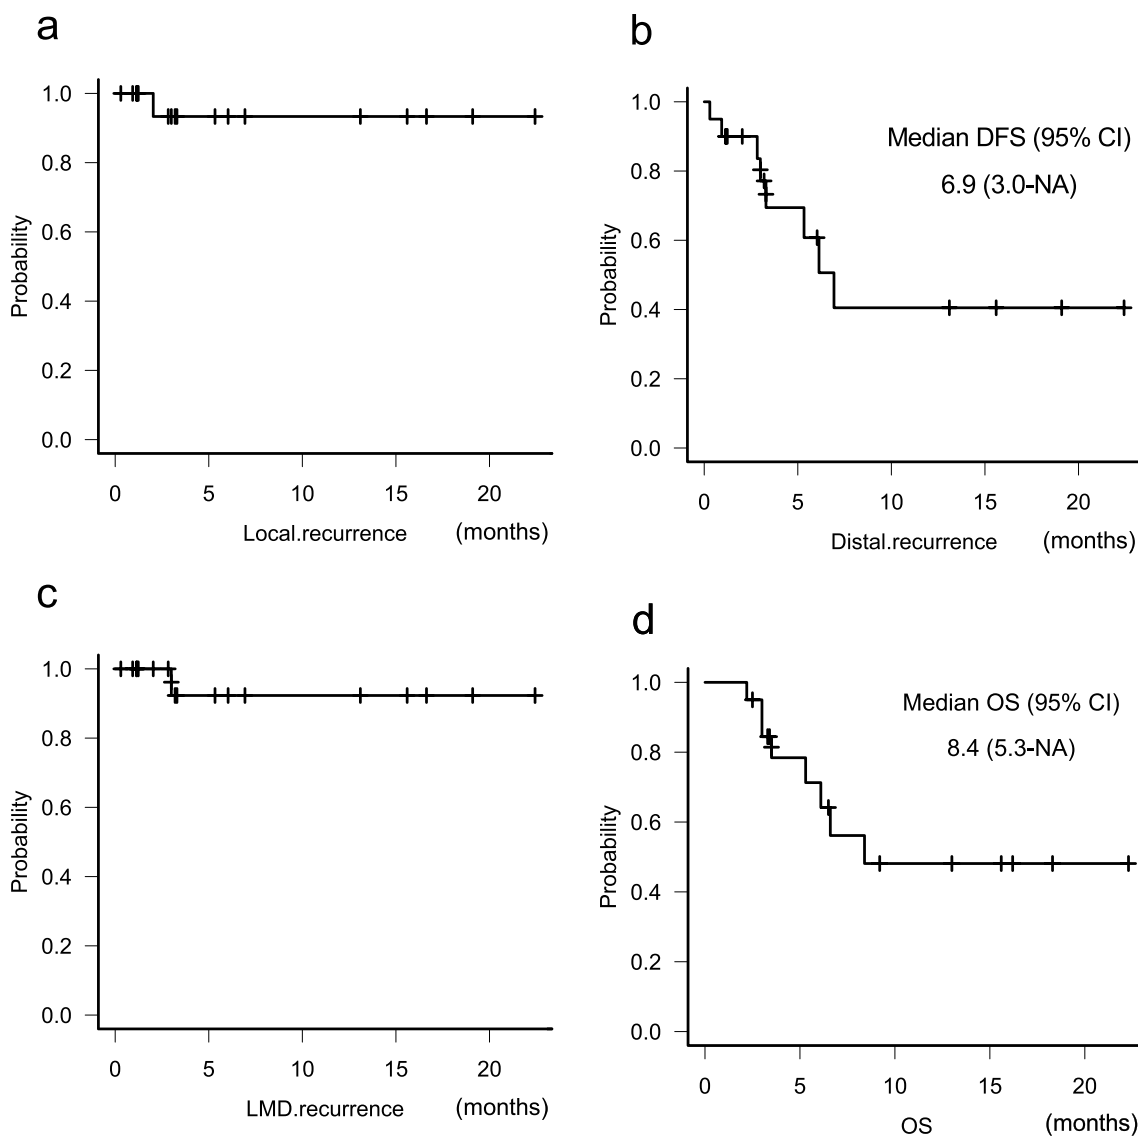 a
1.0
0.8
0.6
0.4
0.2
0.0
Probability
0 5 10 15 20
Local.recurrence (months)
b
1.0
0.8
0.6
0.4
0.2
0.0
Probability
Median DFS (95% CI)
6.9 (3.0-NA)
0 5 10 15 20
Distal.recurrence (months)
c
1.0
0.8
0.6
0.4
0.2
0.0
Probability
0 5 10 15 20
LMD.recurrence (months)
d
1.0
0.8
0.6
0.4
0.2
0.0
Probability
Median OS (95% CI)
8.4 (5.3-NA)
0 5 10 15 20
OS (months)